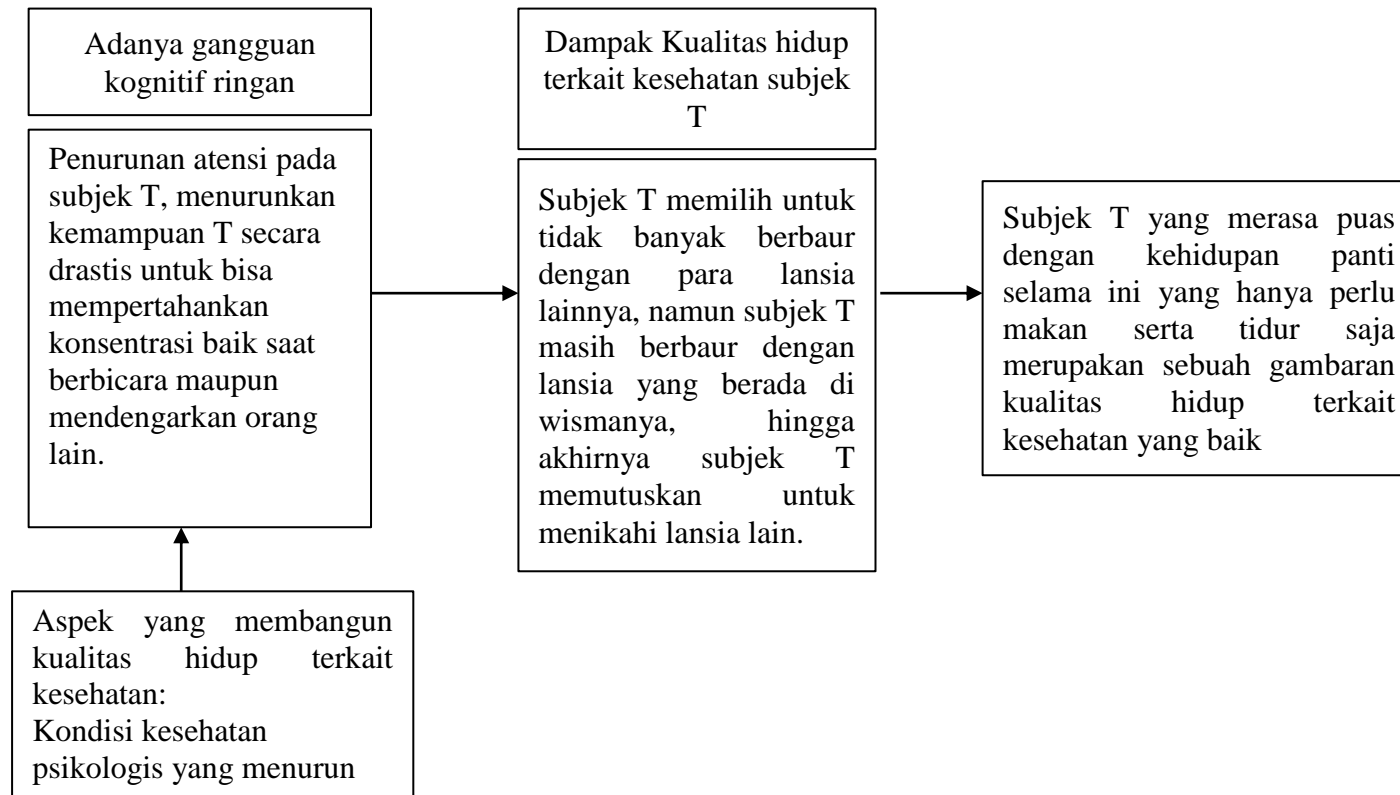 Adanya gangguan
kognitif ringan
Penurunan atensi pada
subjek T, menurunkan
kemampuan T secara
drastis untuk bisa
mempertahankan
konsentrasi baik saat
berbicara maupun
mendengarkan orang
lain.
Aspek yang membangun
kualitas hidup terkait
kesehatan:
Kondisi kesehatan
psikologis yang menurun
Dampak Kualitas hidup
terkait kesehatan subjek
T
Subjek T memilih untuk
tidak banyak berbaur
dengan para lansia
lainnya, namun subjek T
masih berbaur dengan
lansia yang berada di
wismanya, hingga
akhirnya subjek T
memutuskan untuk
menikahi lansia lain.
Subjek T yang merasa puas
dengan kehidupan panti
selama ini yang hanya perlu
makan serta tidur saja
merupakan sebuah gambaran
kualitas hidup terkait
kesehatan yang baik